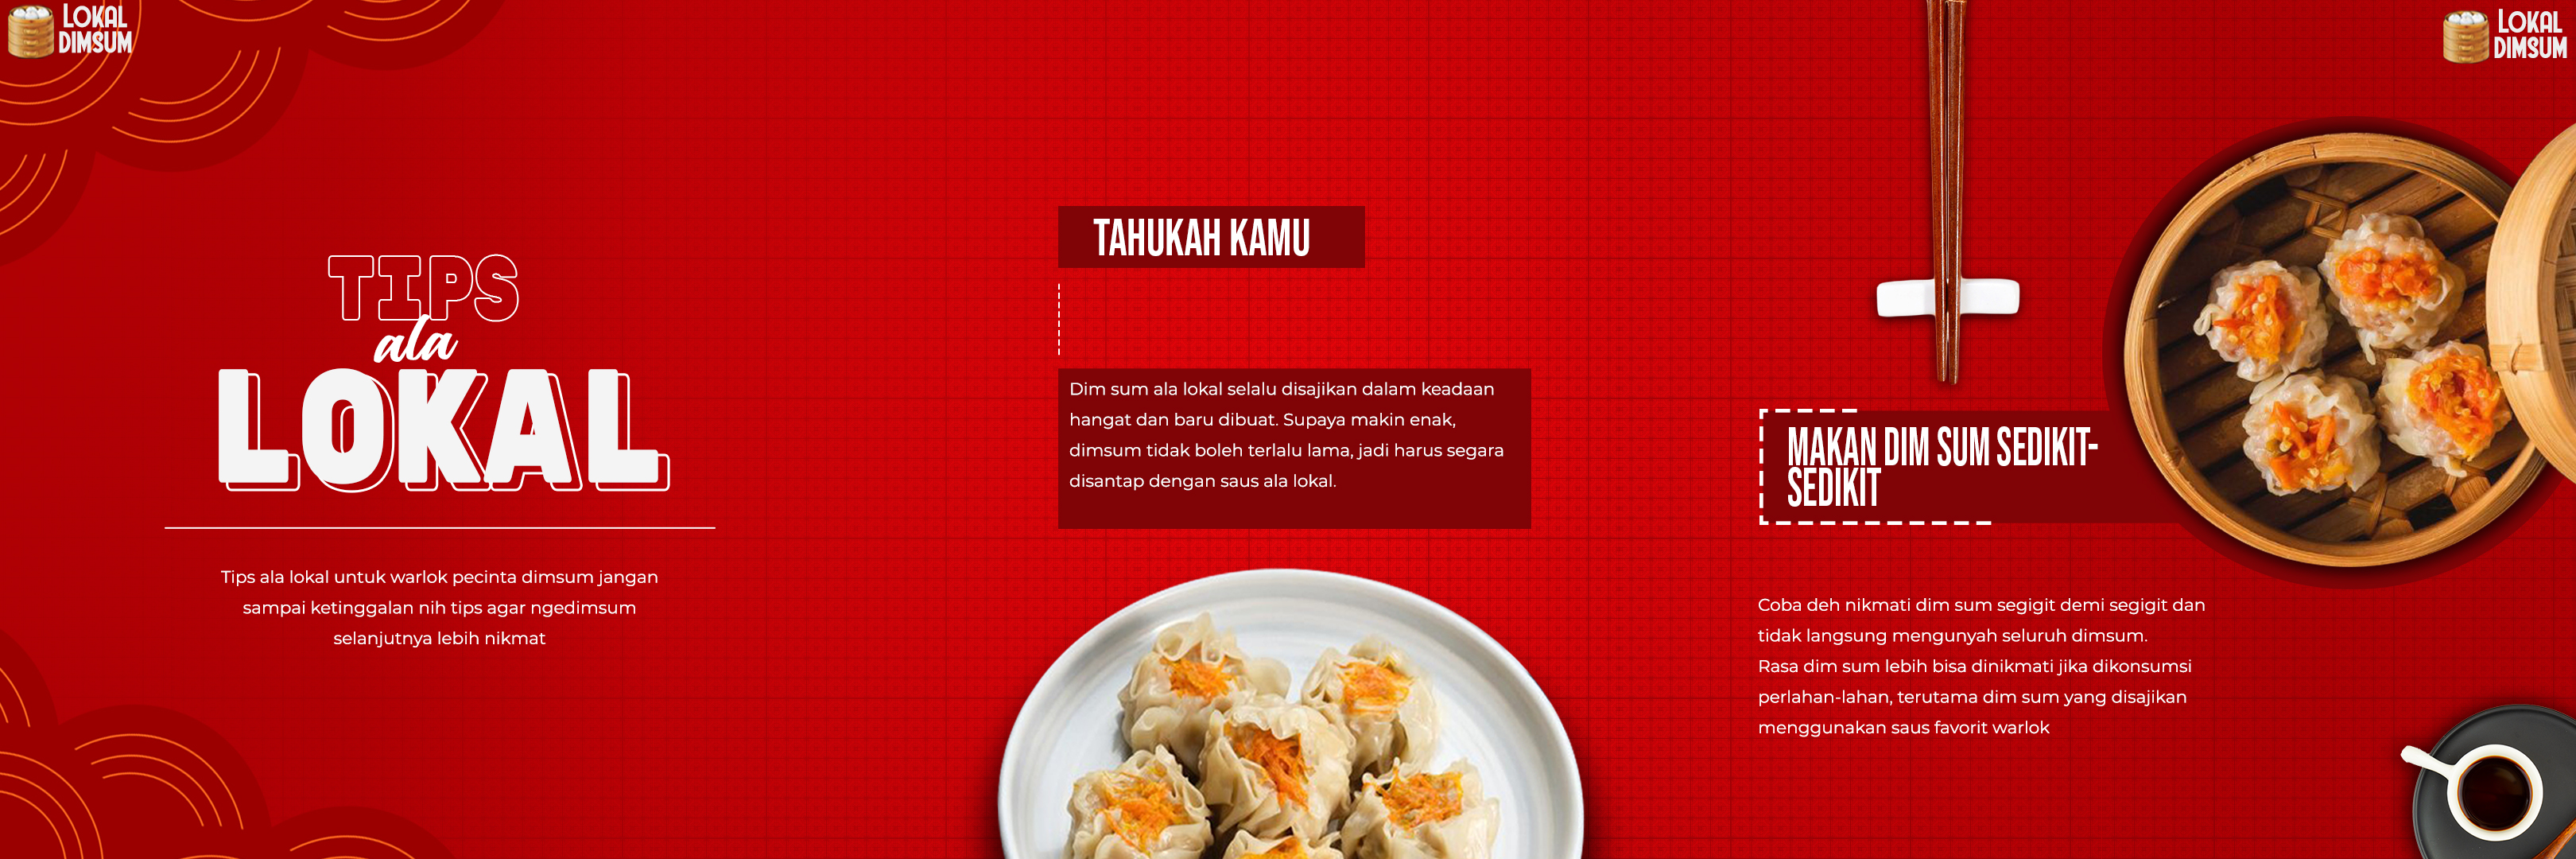 LOKAL
DIMSUM
TIPS
ala
LOKAL
Tips ala lokal untuk warlok pecinta dimsum jangan
sampai ketinggalan nih tips agar ngedimsum
selanjutnya lebih nikmat
TAHUKAH KAMU
Dim sum ala lokal selalu disajikan dalam keadaan
hangat dan baru dibuat. Supaya makin enak,
dimsum tidak boleh terlalu lama, jadi harus segara
disantap dengan saus ala lokal.
LOKAL
DIMSUM
MAKAN DIM SUM SEDIKIT-
SEDIKIT
Coba deh nikmati dim sum segigit demi segigit dan
tidak langsung mengunyah seluruh dimsum.
Rasa dim sum lebih bisa dinikmati jika dikonsumsi
perlahan-lahan, terutama dim sum yang disajikan
menggunakan saus favorit warlok